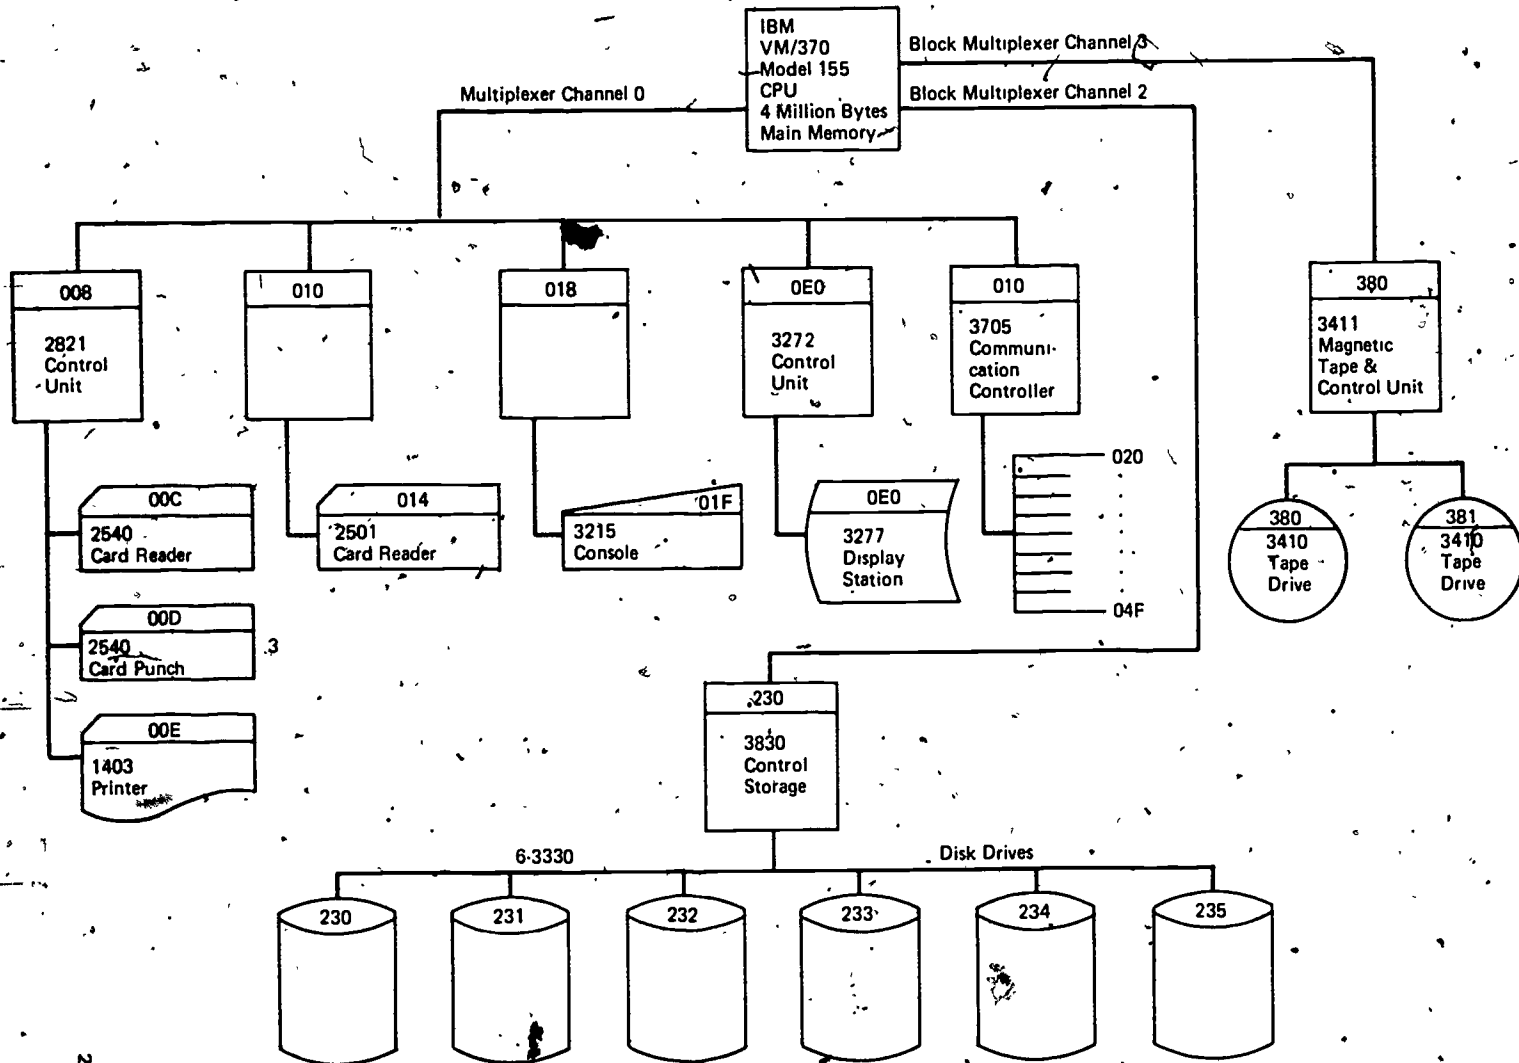 IBM
VM/370
Model 155
CPU
4 Million Bytes
Main Memory
Block Multiplexer Channel 3
Block Multiplexer Channel 2
Multiplexer Channel 0
008
2821
Control
Unit
010
018
0E0
3272
Control
Unit
010
3705
Communi-
cation
Controller
380
3411
Magnetic
Tape &
Control Unit
00C
2540
Card Reader
014
2501
Card Reader
01F
3215
Console
0E0
3277
Display
Station
020
04F
380
3410
Tape
Drive
381
3410
Tape
Drive
00D
2540
Card Punch
3
00E
1403
Printer
230
3830
Control
Storage
6-3330
Disk Drives
230
231
232
233
234
235
2